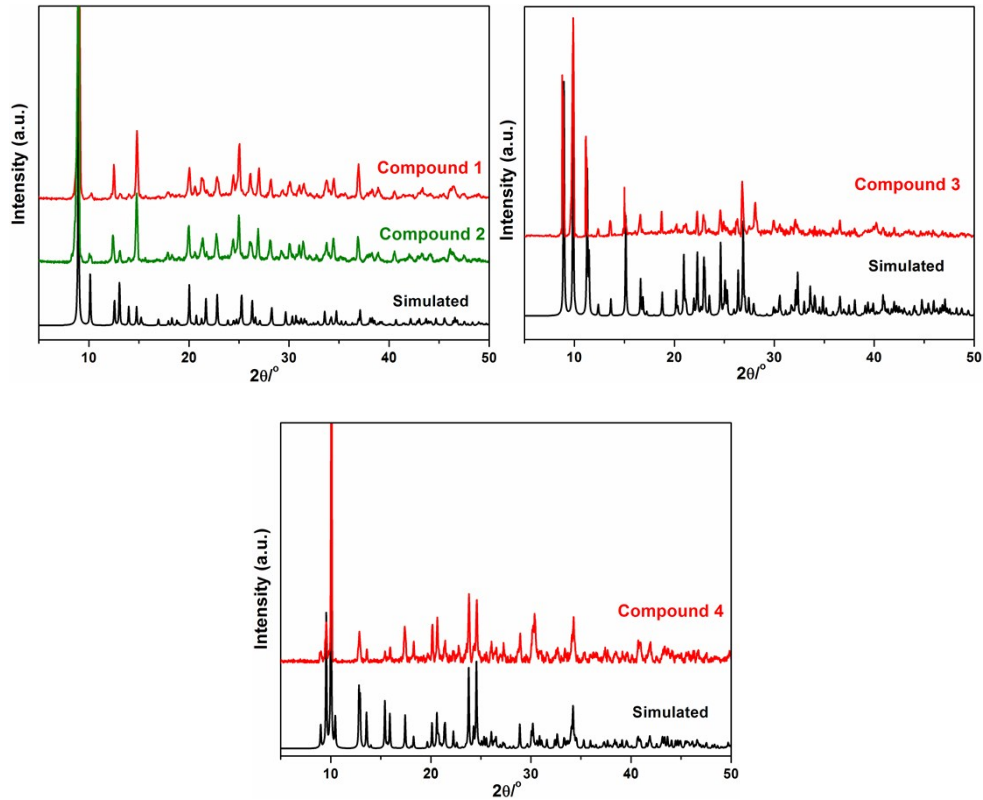 Intensity (a.u.)
Compound 1
Compound 2
Simulated
10 20 30 40 50
2θ/°
Intensity (a.u.)
Compound 3
Simulated
10 20 30 40 50
2θ/°
Intensity (a.u.)
Compound 4
Simulated
10 20 30 40 50
2θ/°